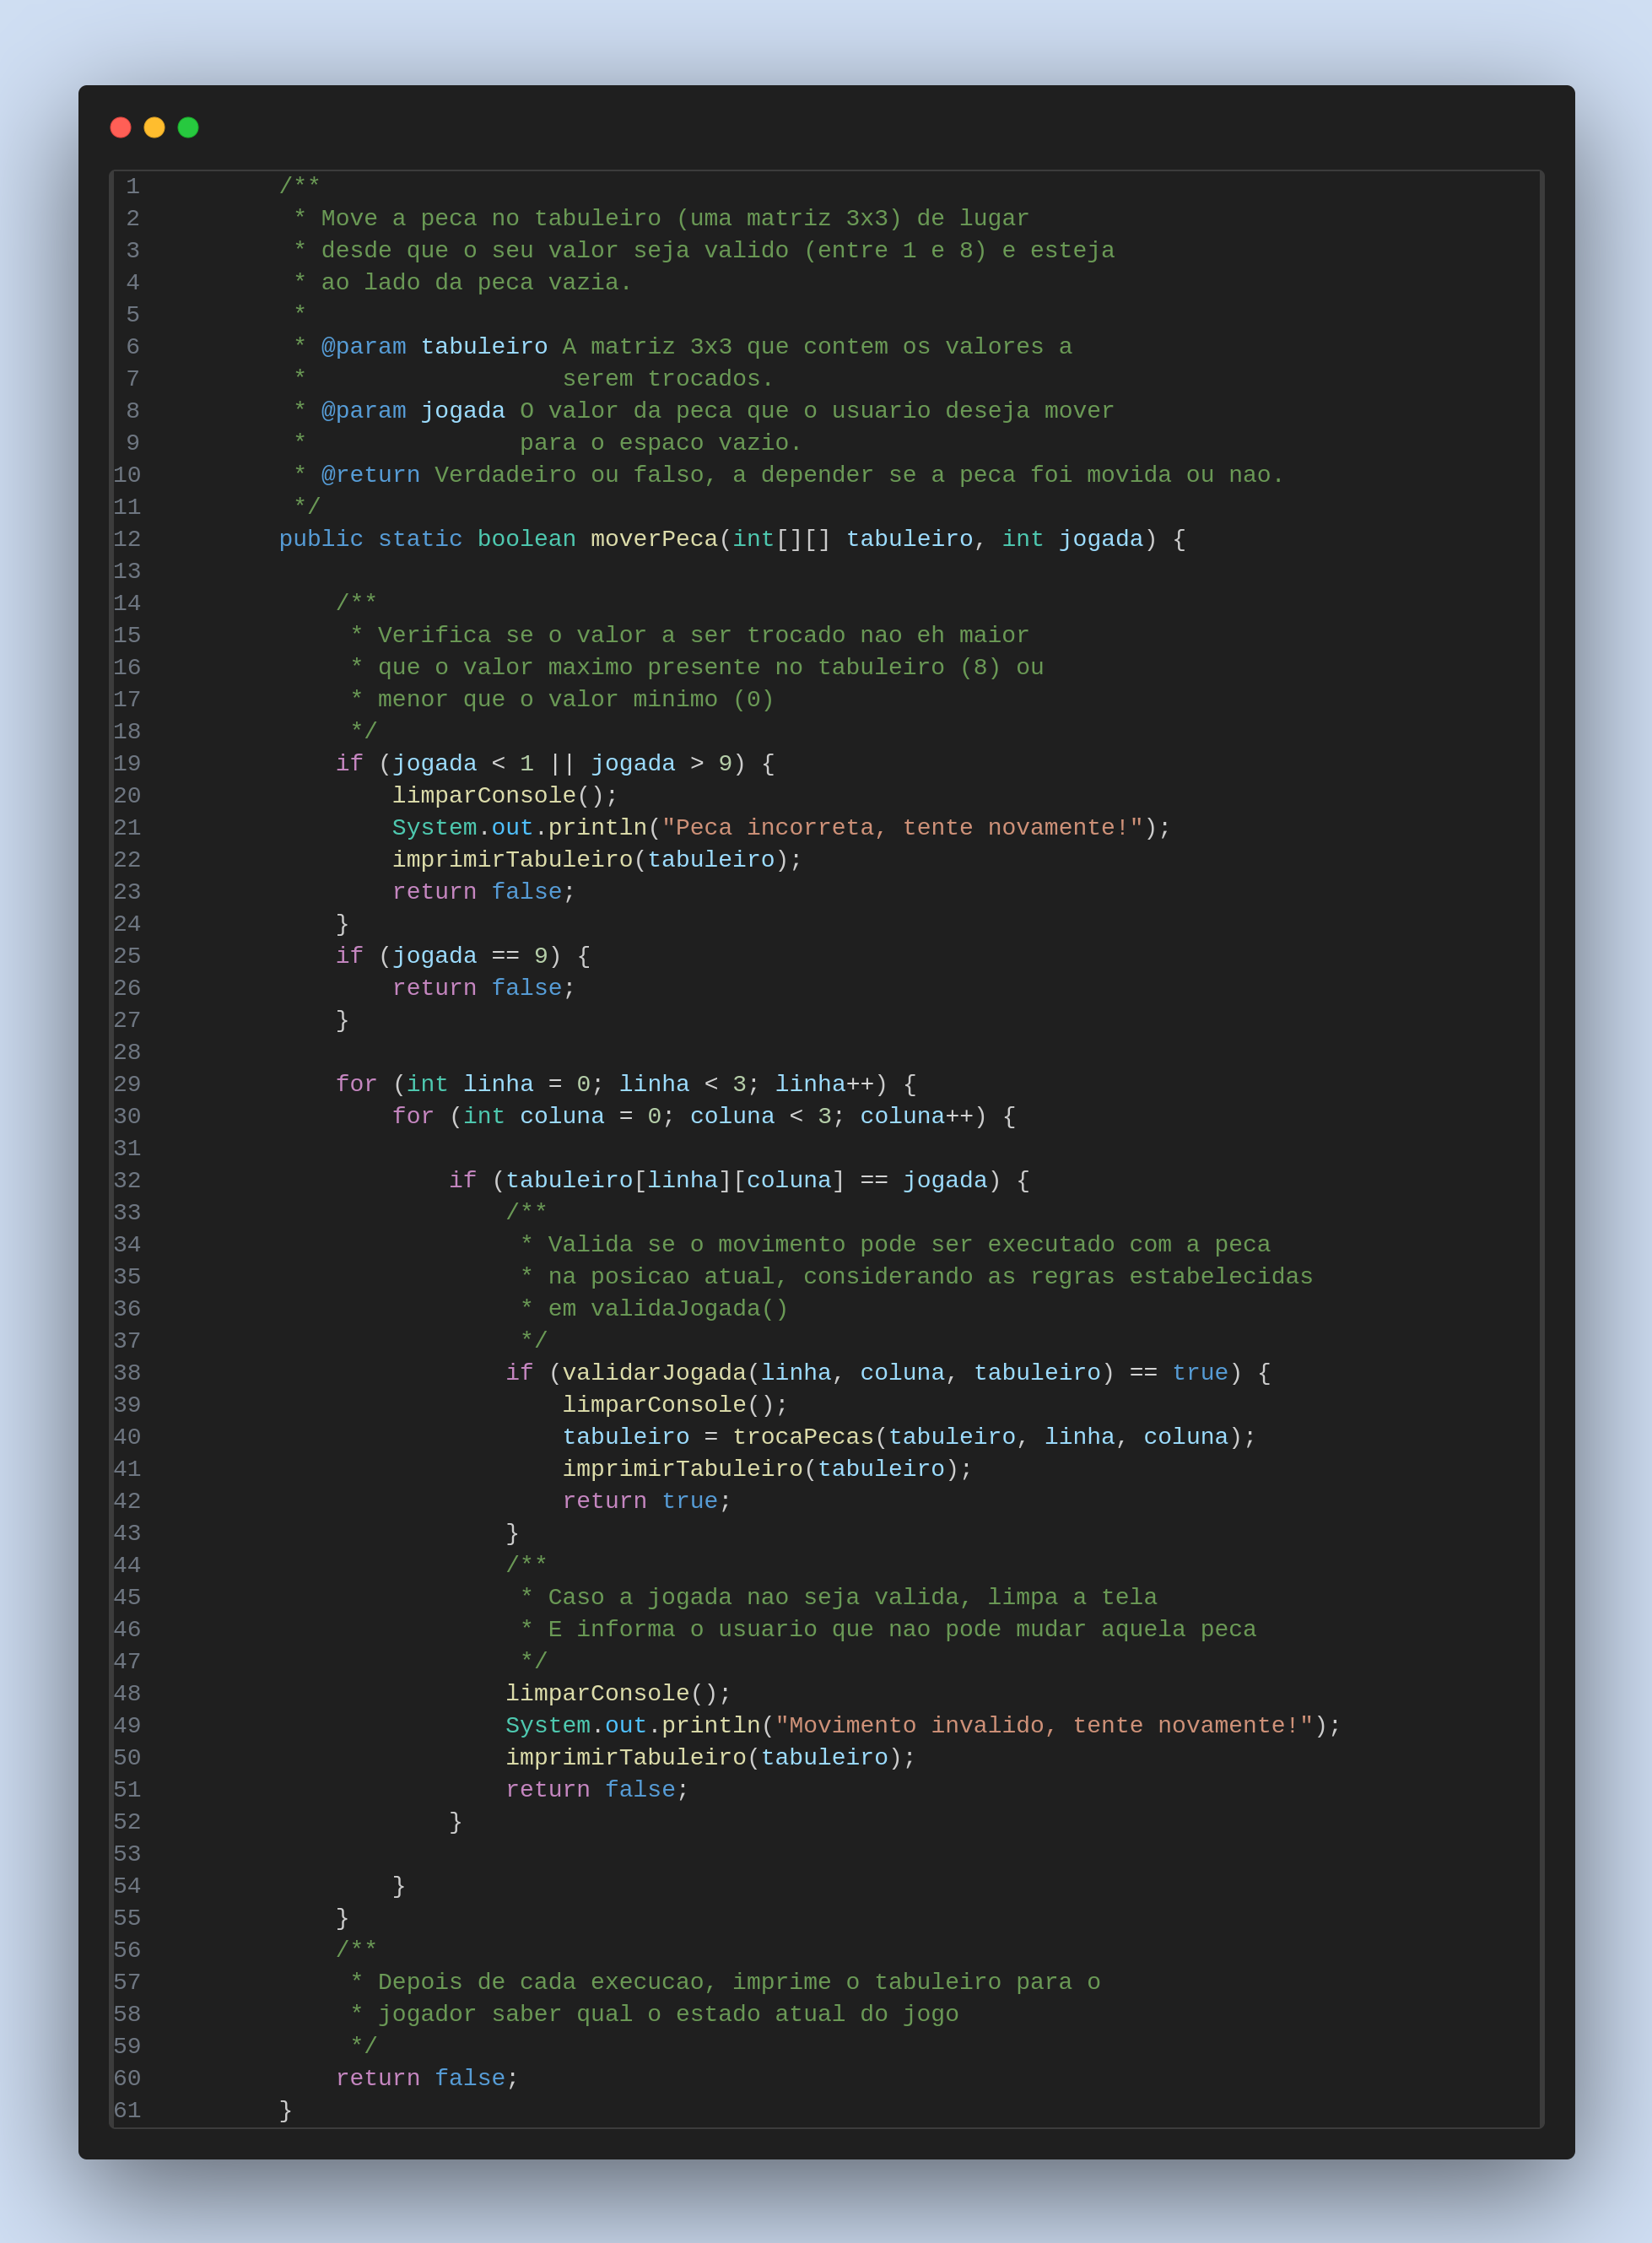 1 /**
2 * Move a peca no tabuleiro (uma matriz 3x3) de lugar
3 * desde que o seu valor seja valido (entre 1 e 8) e esteja
4 * ao lado da peca vazia.
5 *
6 * @param tabuleiro A matriz 3x3 que contem os valores a
7 * serem trocados.
8 * @param jogada O valor da peca que o usuario deseja mover
9 * para o espaco vazio.
10 * @return Verdadeiro ou falso, a depender se a peca foi movida ou nao.
11 */
12 public static boolean moverPeca(int[][] tabuleiro, int jogada) {
13
14 /**
15 * Verifica se o valor a ser trocado nao eh maior
16 * que o valor maximo presente no tabuleiro (8) ou
17 * menor que o valor minimo (0)
18 */
19 if (jogada < 1 || jogada > 9) {
20 limparConsole();
21 System.out.println("Peca incorreta, tente novamente!");
22 imprimirTabuleiro(tabuleiro);
23 return false;
24 }
25 if (jogada == 9) {
26 return false;
27 }
28
29 for (int linha = 0; linha < 3; linha++) {
30 for (int coluna = 0; coluna < 3; coluna++) {
31
32 if (tabuleiro[linha][coluna] == jogada) {
33 /**
34 * Valida se o movimento pode ser executado com a peca
35 * na posicao atual, considerando as regras estabelecidas
36 * em validaJogada()
37 */
38 if (validarJogada(linha, coluna, tabuleiro) == true) {
39 limparConsole();
40 tabuleiro = trocaPecas(tabuleiro, linha, coluna);
41 imprimirTabuleiro(tabuleiro);
42 return true;
43 }
44 /**
45 * Caso a jogada nao seja valida, limpa a tela
46 * E informa o usuario que nao pode mudar aquela peca
47 */
48 limparConsole();
49 System.out.println("Movimento invalido, tente novamente!");
50 imprimirTabuleiro(tabuleiro);
51 return false;
52 }
53
54 }
55 }
56 /**
57 * Depois de cada execucao, imprime o tabuleiro para o
58 * jogador saber qual o estado atual do jogo
59 */
60 return false;
61 }